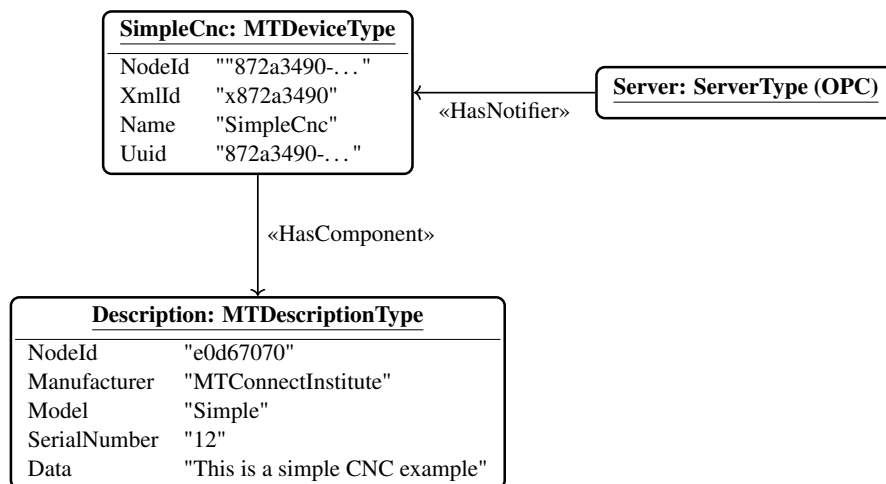 SimpleCnc: MTDeviceType
NodeId ""872a3490-..."
XmlId "x872a3490"
Name "SimpleCnc"
Uuid "872a3490-..."
Server: ServerType (OPC)
«HasNotifier»
«HasComponent»
Description: MTDescriptionType
NodeId "e0d67070"
Manufacturer "MTConnectInstitute"
Model "Simple"
SerialNumber "12"
Data "This is a simple CNC example"